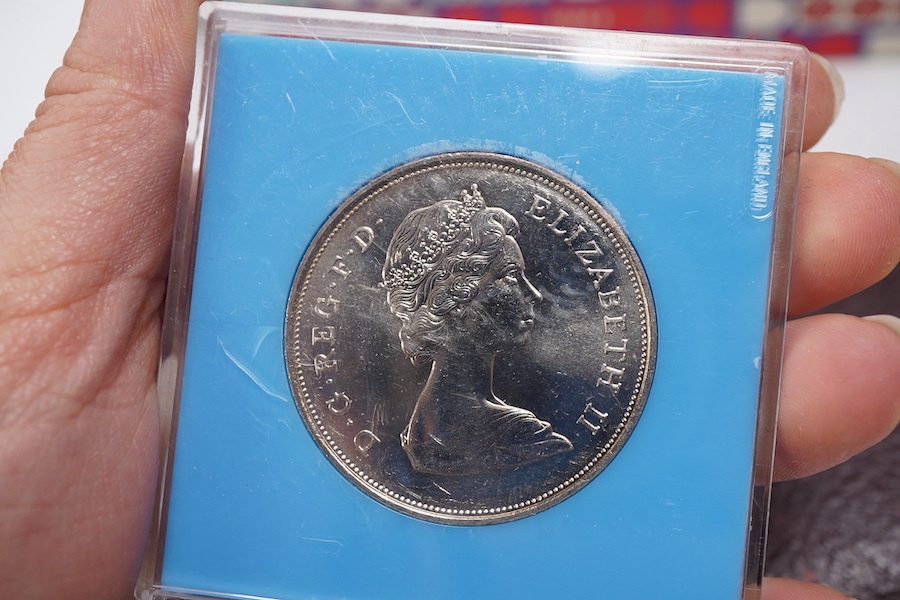 D·G·REG·F·D· ELIZABETH II
MADE IN ENGLAND